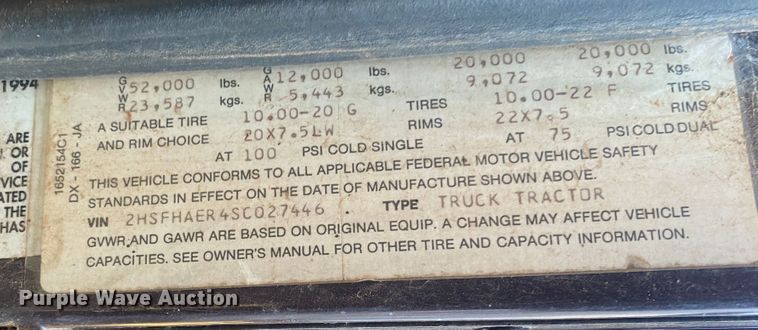 1994
ARE
OR
OF
VICE
ATED
THE
HAS
1652154C1
DX - 166 - JA
GVWR 52,000 lbs. GAWR 12,000 lbs. 20,000 20,000 lbs.
23,587 kgs. 5,443 kgs. 9,072 9,072 kgs.
A SUITABLE TIRE 10.00-20 G TIRES 10.00-22 F
AND RIM CHOICE 20X7.5LW RIMS 22X7.5
AT 100 PSI COLD SINGLE AT 75 PSI COLD DUAL
THIS VEHICLE CONFORMS TO ALL APPLICABLE FEDERAL MOTOR VEHICLE SAFETY
STANDARDS IN EFFECT ON THE DATE OF MANUFACTURE SHOWN ABOVE.
VIN 2HSFHAER4SC027446 TYPE TRUCK TRACTOR
GVWR AND GAWR ARE BASED ON ORIGINAL EQUIP. A CHANGE MAY AFFECT VEHICLE
CAPACITIES. SEE OWNER'S MANUAL FOR OTHER TIRE AND CAPACITY INFORMATION.
Purple Wave Auction